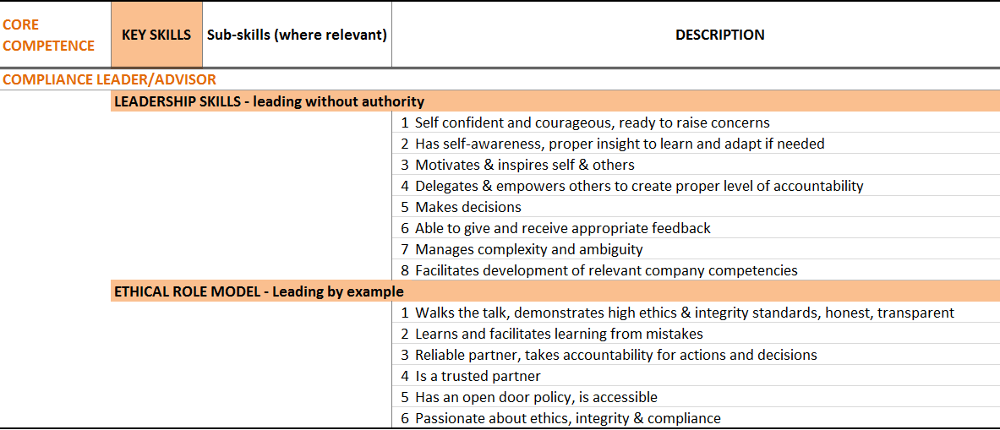 CORE
COMPETENCE
KEY SKILLS
Sub-skills (where relevant)
DESCRIPTION
COMPLIANCE LEADER/ADVISOR
LEADERSHIP SKILLS - leading without authority
1 Self confident and courageous, ready to raise concerns
2 Has self-awareness, proper insight to learn and adapt if needed
3 Motivates & inspires self & others
4 Delegates & empowers others to create proper level of accountability
5 Makes decisions
6 Able to give and receive appropriate feedback
7 Manages complexity and ambiguity
8 Facilitates development of relevant company competencies
ETHICAL ROLE MODEL - Leading by example
1 Walks the talk, demonstrates high ethics & integrity standards, honest, transparent
2 Learns and facilitates learning from mistakes
3 Reliable partner, takes accountability for actions and decisions
4 Is a trusted partner
5 Has an open door policy, is accessible
6 Passionate about ethics, integrity & compliance